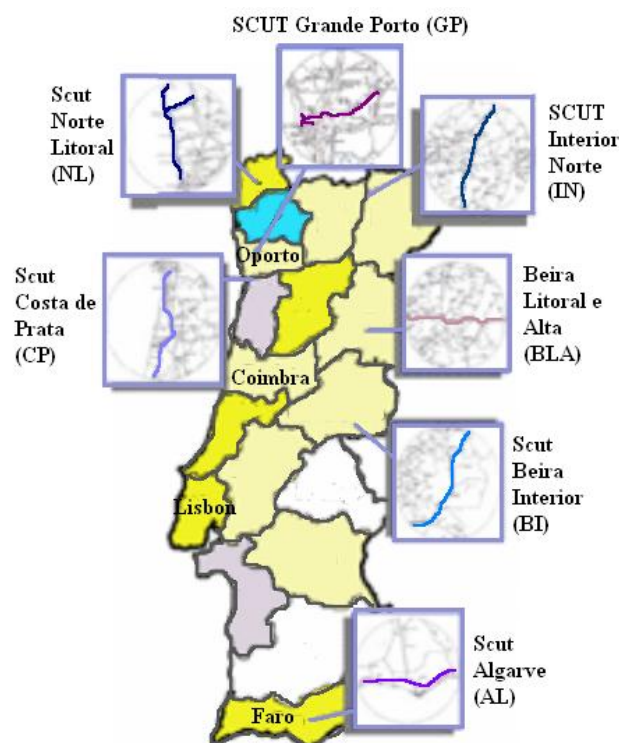 SCUT Grande Porto (GP)
Scut
Norte
Litoral
(NL)
SCUT
Interior
Norte
(IN)
Oporto
Scut
Costa de
Prata
(CP)
Beira
Litoral e
Alta
(BLA)
Coimbra
Scut
Beira
Interior
(BI)
Lisbon
Scut
Algarve
(AL)
Faro